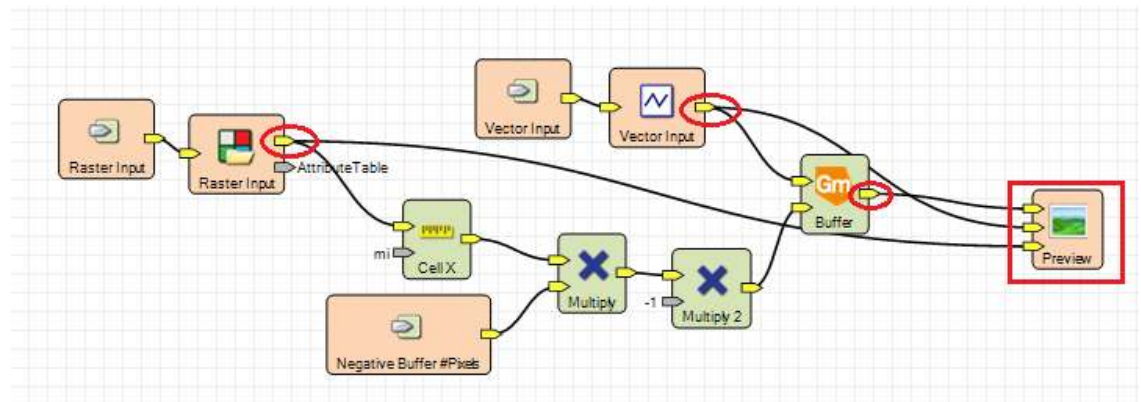 Raster Input
Raster Input
AttributeTable
Vector Input
Vector Input
Gm
Buffer
Preview
mi
Cell X
Multiply
-1
Multiply 2
Negative Buffer #Pixels